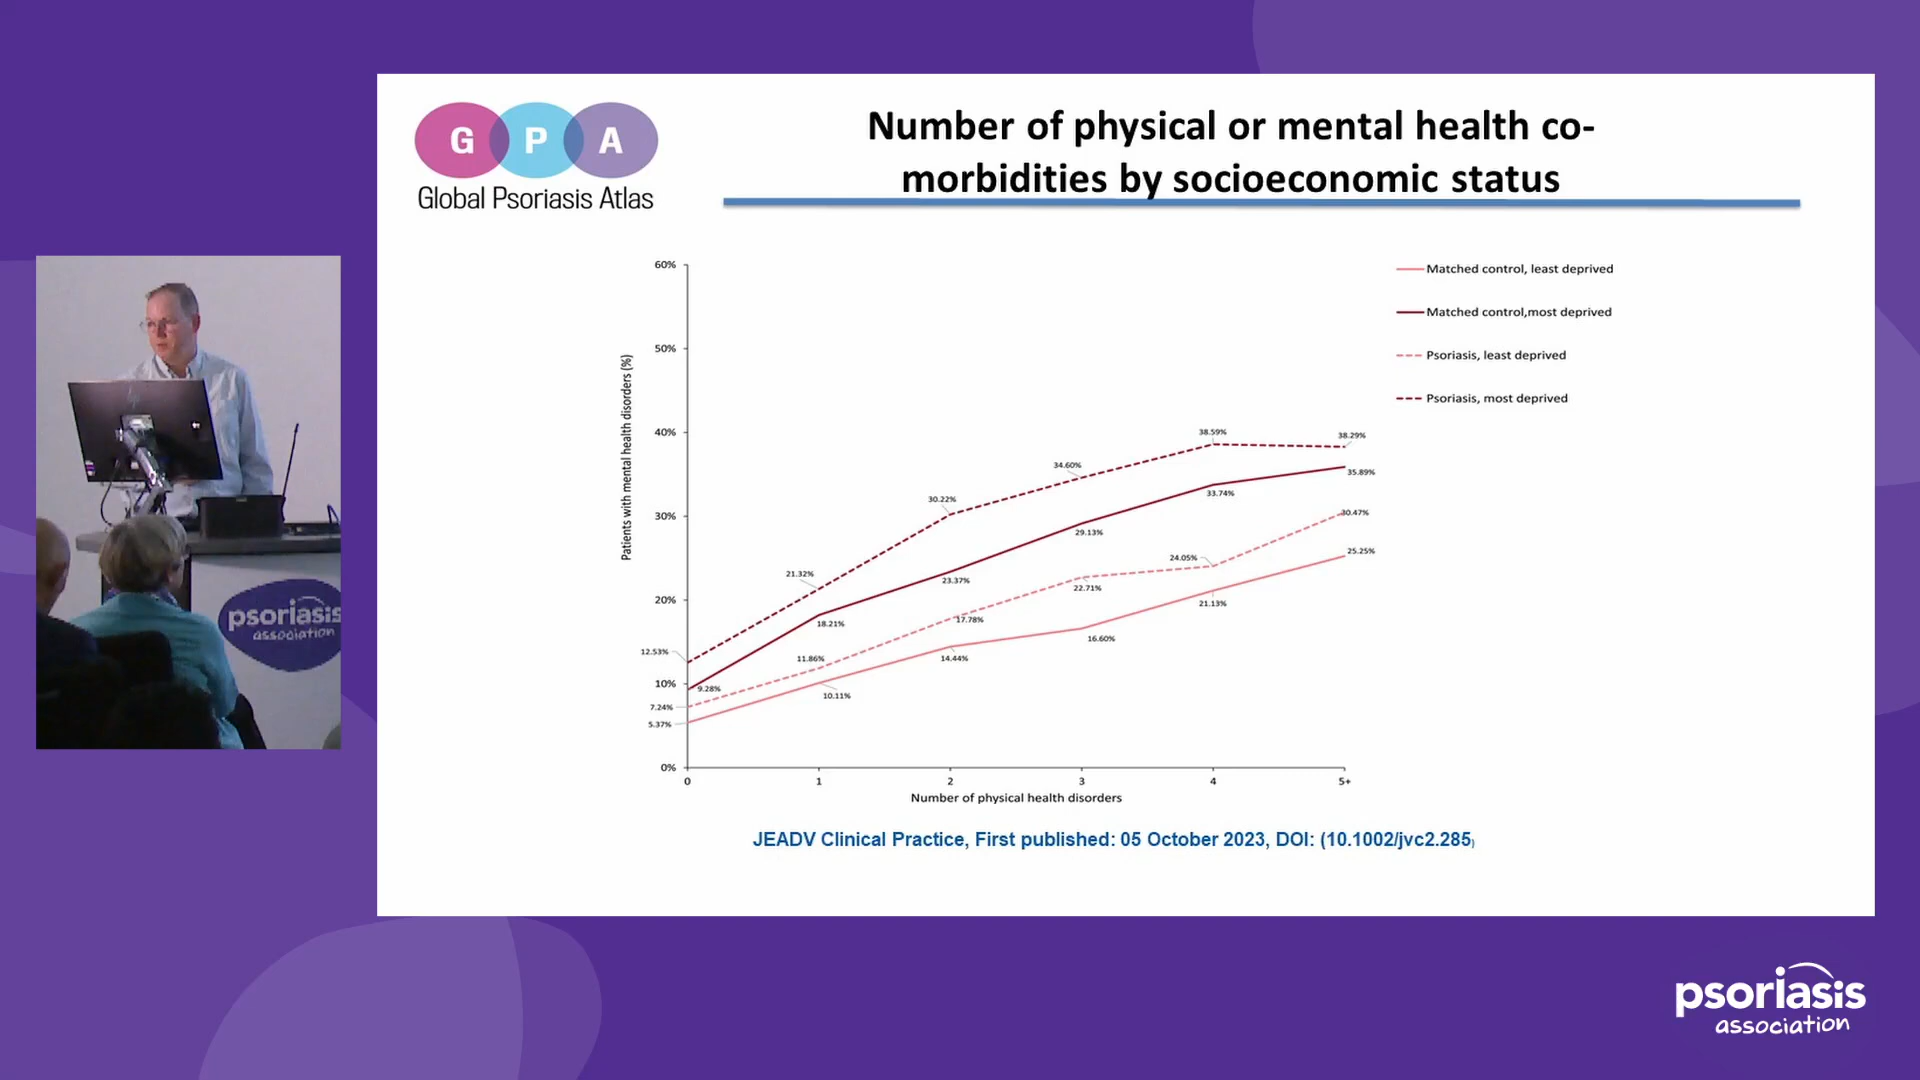 G P A
Global Psoriasis Atlas
Number of physical or mental health co-
morbidities by socioeconomic status
Patients with mental health disorders (%)
60%
50%
40%
30%
20%
10%
0%
12.53%
21.32%
30.22%
34.60%
38.59%
38.29%
9.28%
18.21%
23.37%
29.13%
33.74%
35.89%
7.24%
11.86%
17.78%
22.71%
24.05%
30.47%
5.37%
10.11%
14.44%
16.60%
21.13%
25.25%
0 1 2 3 4 5+
Number of physical health disorders
Matched control, least deprived
Matched control,most deprived
Psoriasis, least deprived
Psoriasis, most deprived
JEADV Clinical Practice, First published: 05 October 2023, DOI: (10.1002/jvc2.285)
psoriasis
association
psoriasis
association